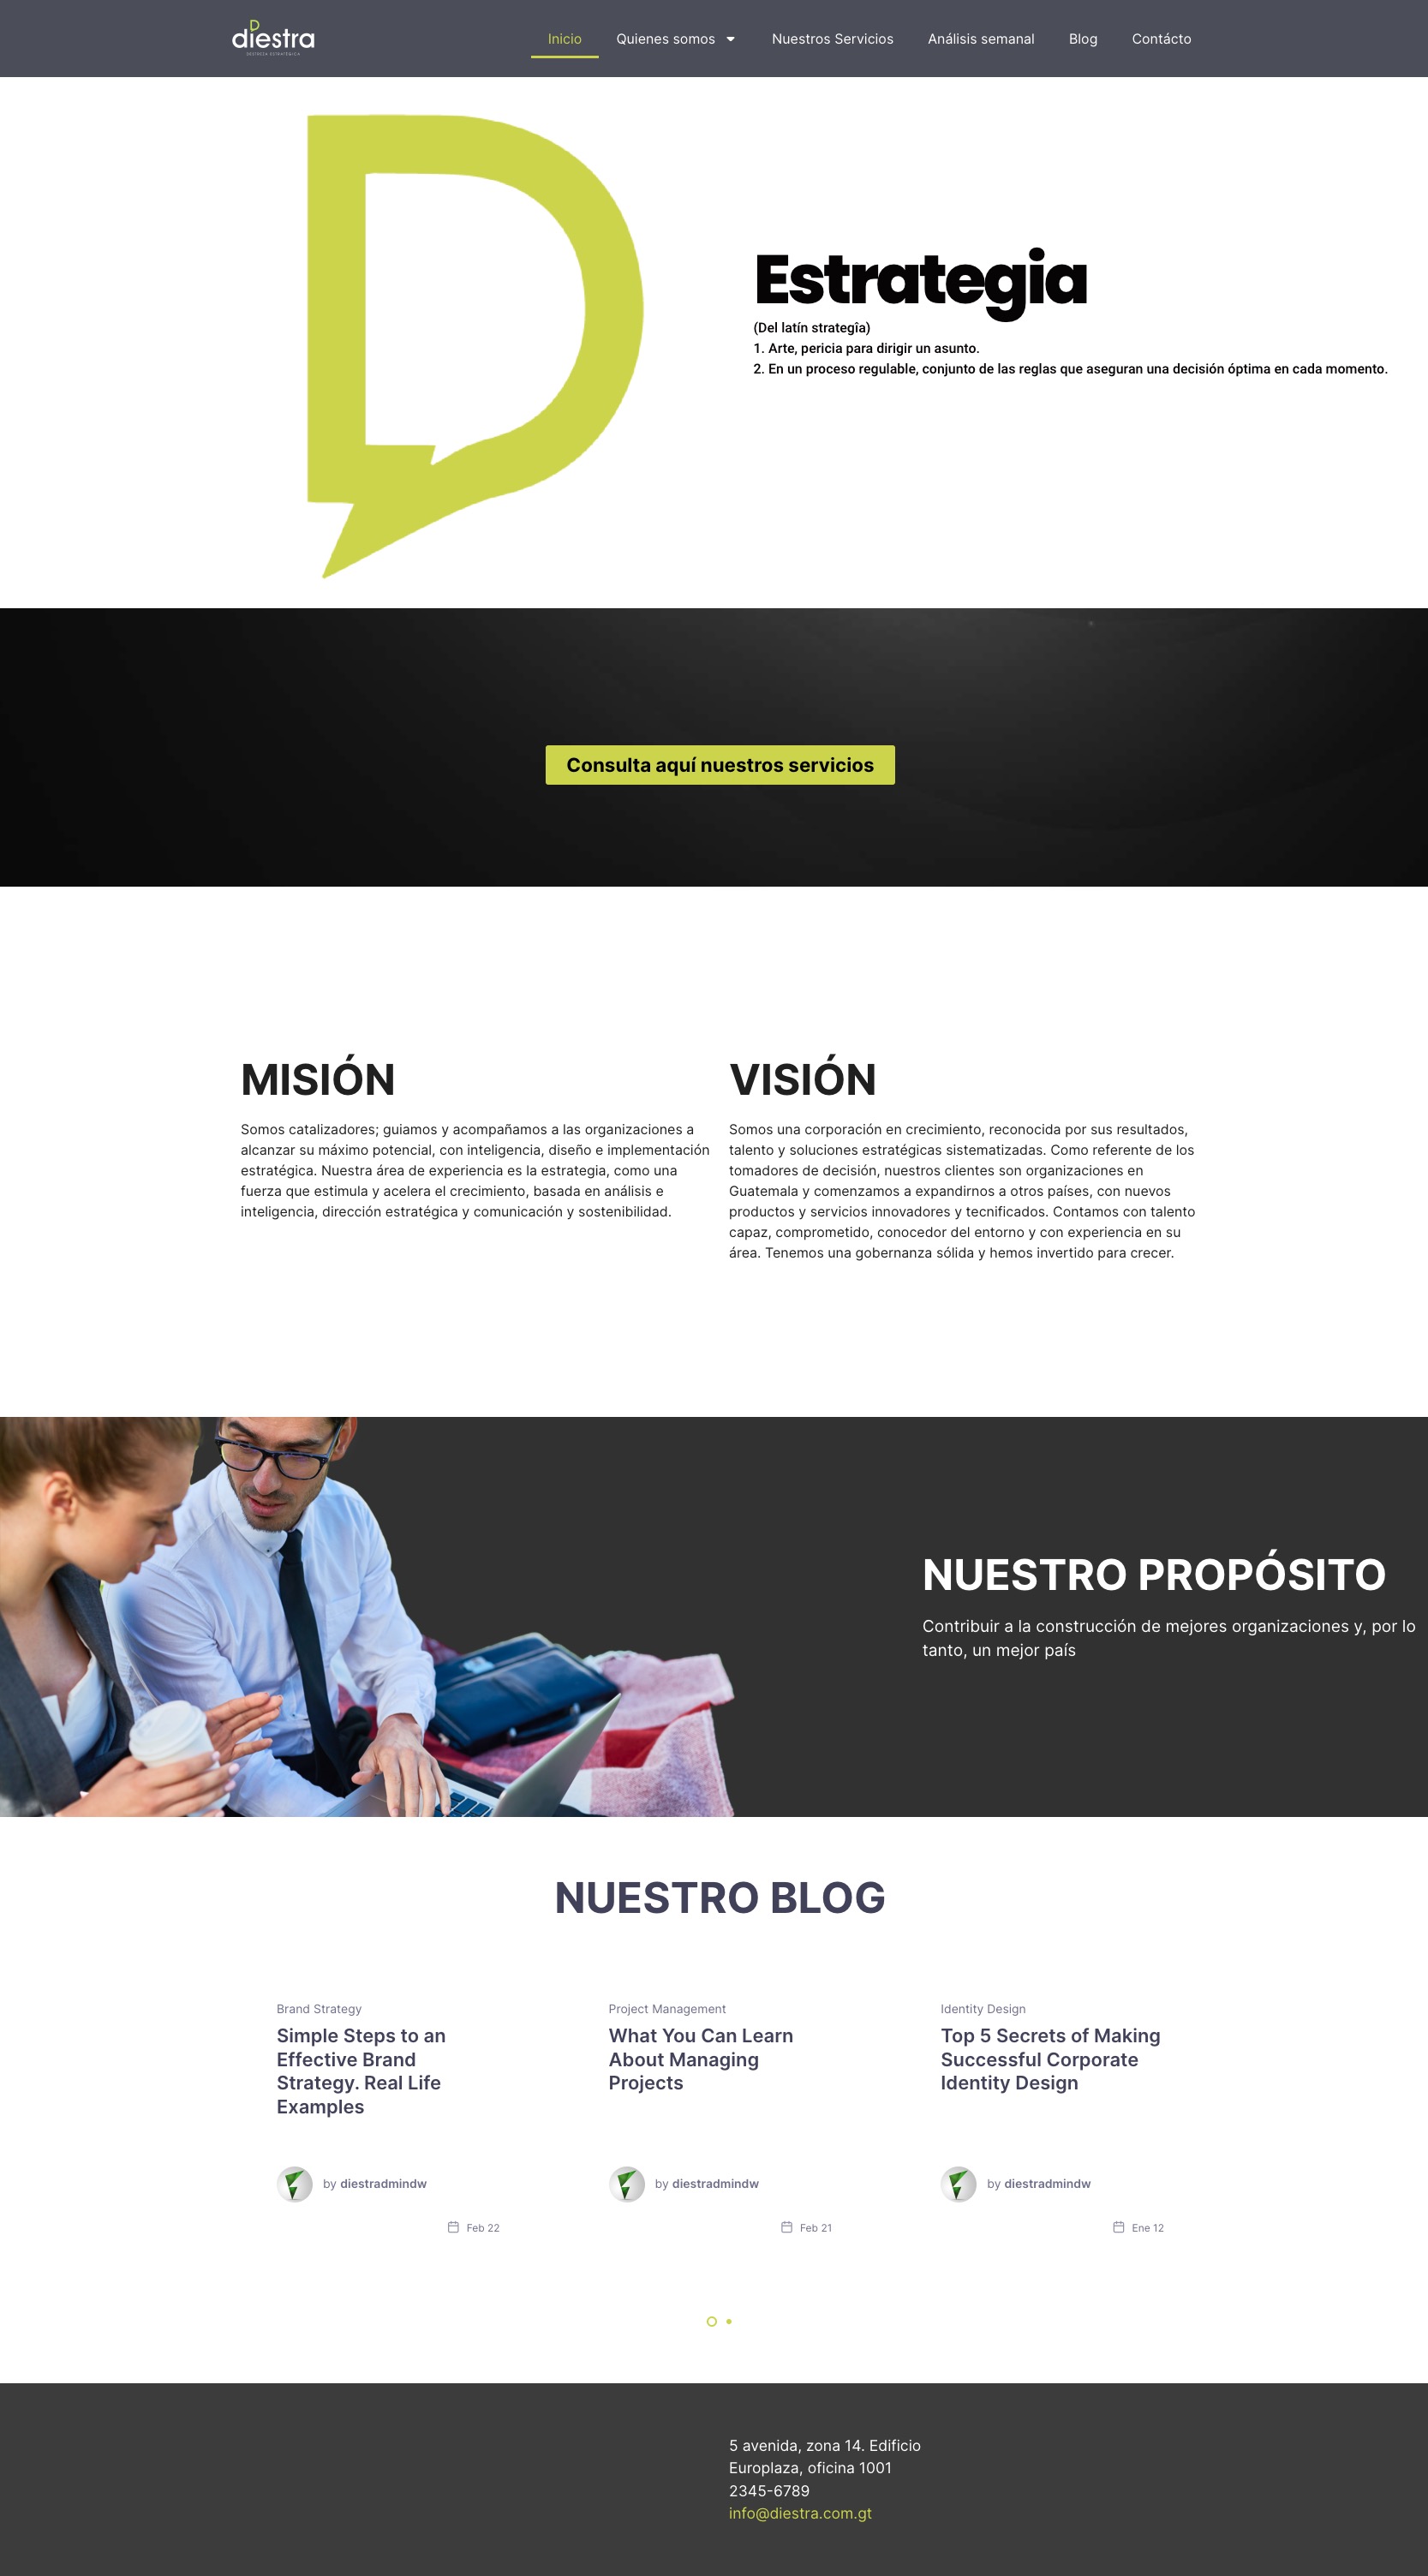 diestra
DESTREZA ESTRATÉGICA
Inicio
Quienes somos
Nuestros Servicios
Análisis semanal
Blog
Contácto
Estrategia
(Del latín strategîa)
1. Arte, pericia para dirigir un asunto.
2. En un proceso regulable, conjunto de las reglas que aseguran una decisión óptima en cada momento.
Consulta aquí nuestros servicios
MISIÓN
Somos catalizadores; guiamos y acompañamos a las organizaciones a
alcanzar su máximo potencial, con inteligencia, diseño e implementación
estratégica. Nuestra área de experiencia es la estrategia, como una
fuerza que estimula y acelera el crecimiento, basada en análisis e
inteligencia, dirección estratégica y comunicación y sostenibilidad.
VISIÓN
Somos una corporación en crecimiento, reconocida por sus resultados,
talento y soluciones estratégicas sistematizadas. Como referente de los
tomadores de decisión, nuestros clientes son organizaciones en
Guatemala y comenzamos a expandirnos a otros países, con nuevos
productos y servicios innovadores y tecnificados. Contamos con talento
capaz, comprometido, conocedor del entorno y con experiencia en su
área. Tenemos una gobernanza sólida y hemos invertido para crecer.
NUESTRO PROPÓSITO
Contribuir a la construcción de mejores organizaciones y, por lo
tanto, un mejor país
NUESTRO BLOG
Brand Strategy
Simple Steps to an
Effective Brand
Strategy. Real Life
Examples
by diestradmindw
Feb 22
Project Management
What You Can Learn
About Managing
Projects
by diestradmindw
Feb 21
Identity Design
Top 5 Secrets of Making
Successful Corporate
Identity Design
by diestradmindw
Ene 12
5 avenida, zona 14. Edificio
Europlaza, oficina 1001
2345-6789
info@diestra.com.gt